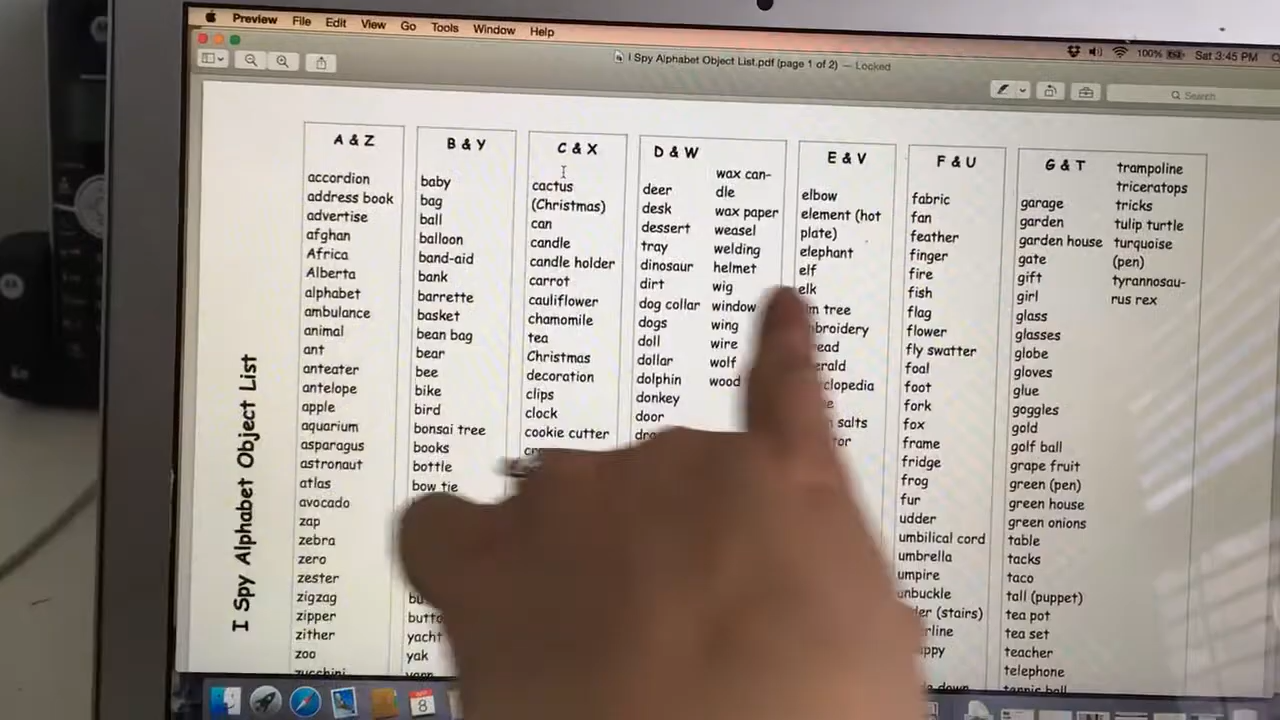 Preview File Edit View Go Tools Window Help
100% Sat 3:45 PM
I Spy Alphabet Object List.pdf (page 1 of 2) — Locked
Search
I Spy Alphabet Object List
A & Z
accordion
address book
advertise
afghan
Africa
Alberta
alphabet
ambulance
animal
ant
anteater
antelope
apple
aquarium
asparagus
astronaut
atlas
avocado
zap
zebra
zero
zester
zigzag
zipper
zither
zoo
zucchini
B & Y
baby
bag
ball
balloon
band-aid
bank
barrette
basket
bean bag
bear
bee
bike
bird
bonsai tree
books
bottle
bow tie
yacht
yak
yarn
C & X
cactus
(Christmas)
can
candle
candle holder
carrot
cauliflower
chamomile
tea
Christmas
decoration
clips
clock
cookie cutter
D & W
deer
desk
dessert
tray
dinosaur
dirt
dog collar
dogs
doll
dollar
dolphin
donkey
door
wax can-
dle
wax paper
weasel
welding
helmet
wig
window
wing
wire
wolf
wood
E & V
elbow
element (hot
plate)
elephant
elf
elk
tree
salts
F & U
fabric
fan
feather
finger
fire
fish
flag
flower
fly swatter
foal
foot
fork
fox
frame
fridge
frog
fur
udder
umbilical cord
umbrella
umpire
unbuckle
(stairs)
down
G & T
garage
garden
garden house
gate
gift
girl
glass
glasses
globe
gloves
glue
goggles
gold
golf ball
grape fruit
green (pen)
green house
green onions
table
tacks
taco
tall (puppet)
tea pot
tea set
teacher
telephone
tennis ball
trampoline
triceratops
tricks
tulip turtle
turquoise
(pen)
tyrannosau-
rus rex
8